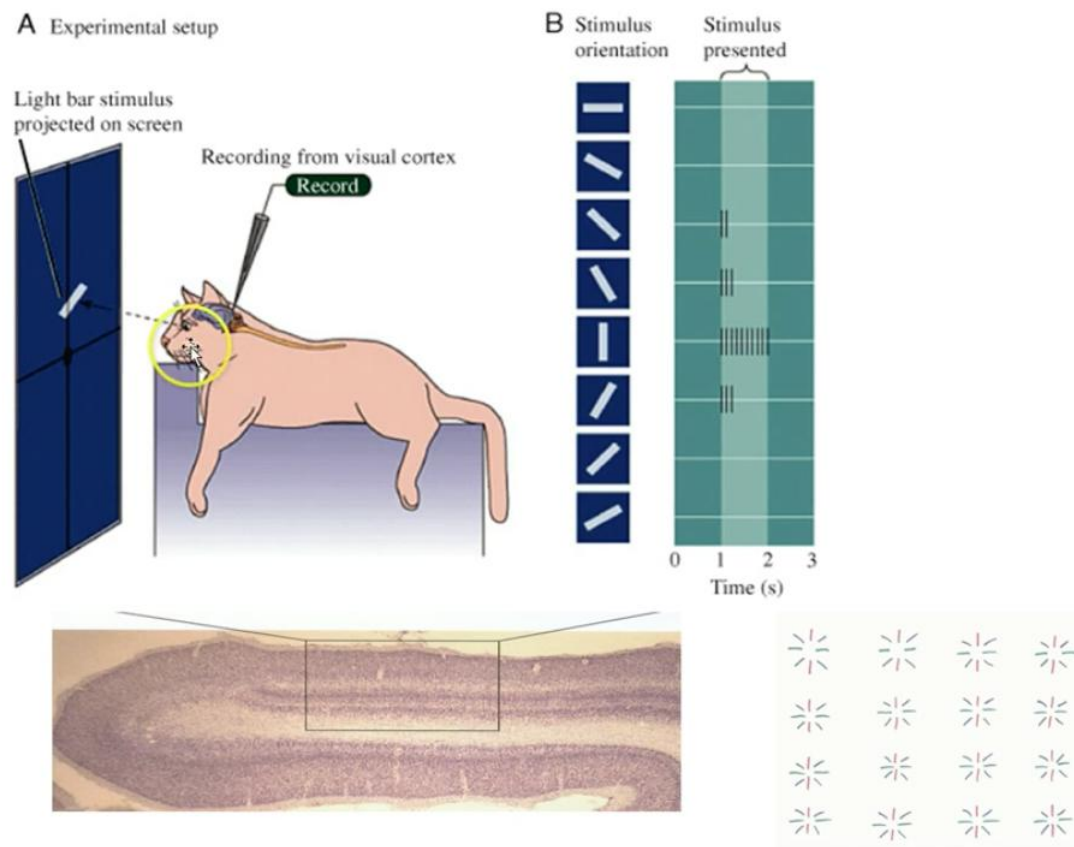 A Experimental setup
Light bar stimulus
projected on screen
Recording from visual cortex
Record
B Stimulus
orientation
Stimulus
presented
0 1 2 3
Time (s)